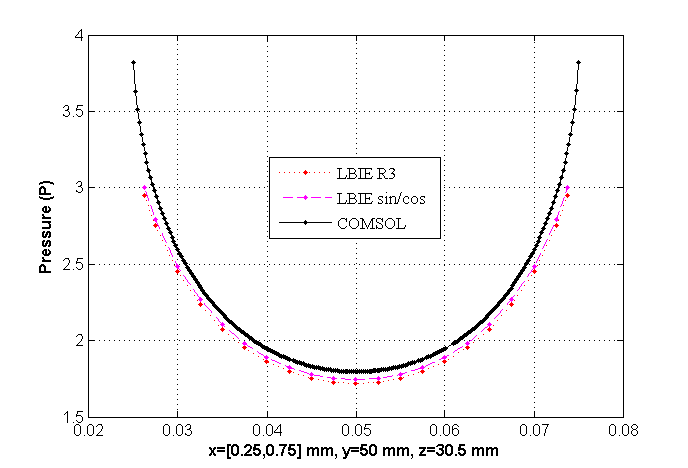 4
3.5
3
2.5
2
1.5
Pressure (P)
LBIE R3
LBIE sin/cos
COMSOL
0.02 0.03 0.04 0.05 0.06 0.07 0.08
x=[0.25,0.75] mm, y=50 mm, z=30.5 mm